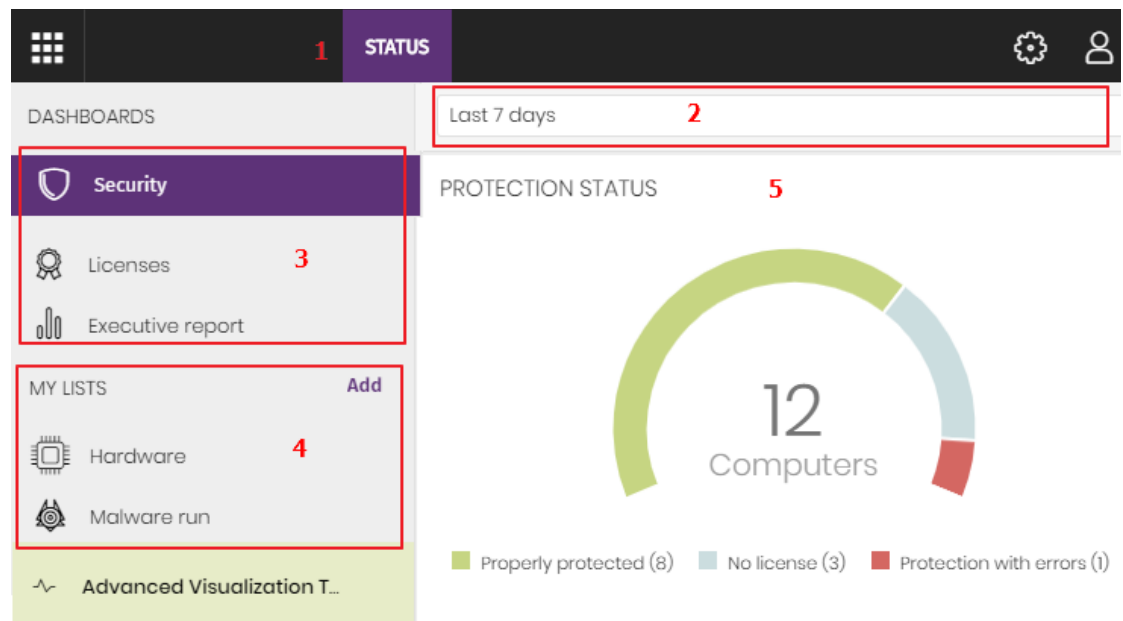 1 STATUS
DASHBOARDS
Last 7 days 2
Security
PROTECTION STATUS 5
Licenses 3
Executive report
MY LISTS Add
12
Computers
Hardware 4
Malware run
Properly protected (8) No license (3) Protection with errors (1)
Advanced Visualization T...